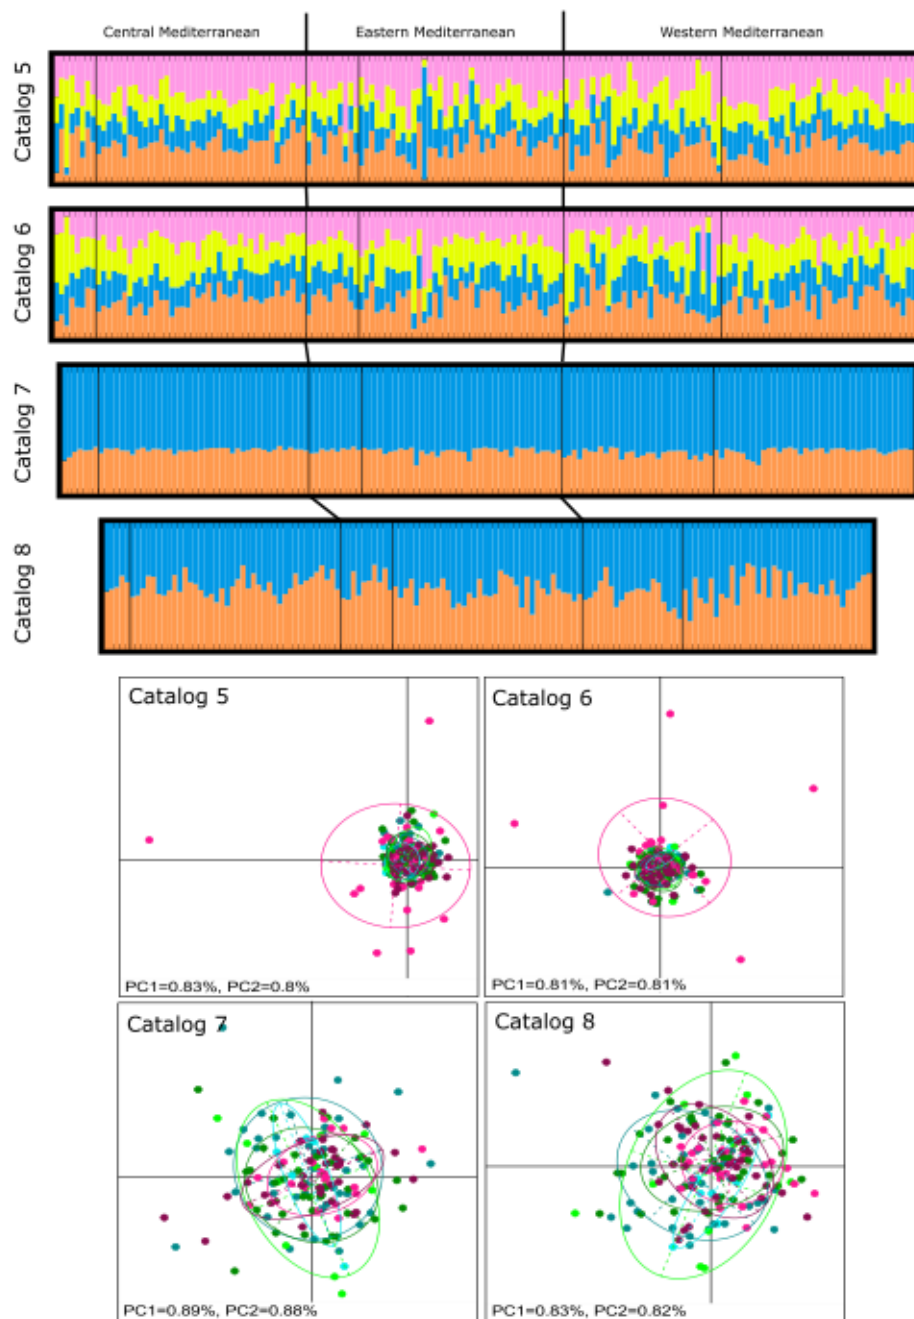 Central Mediterranean Eastern Mediterranean Western Mediterranean
Catalog 5
Catalog 6
Catalog 7
Catalog 8
Catalog 5
PC1=0.83%, PC2=0.8%
Catalog 6
PC1=0.81%, PC2=0.81%
Catalog 7
PC1=0.89%, PC2=0.88%
Catalog 8
PC1=0.83%, PC2=0.82%